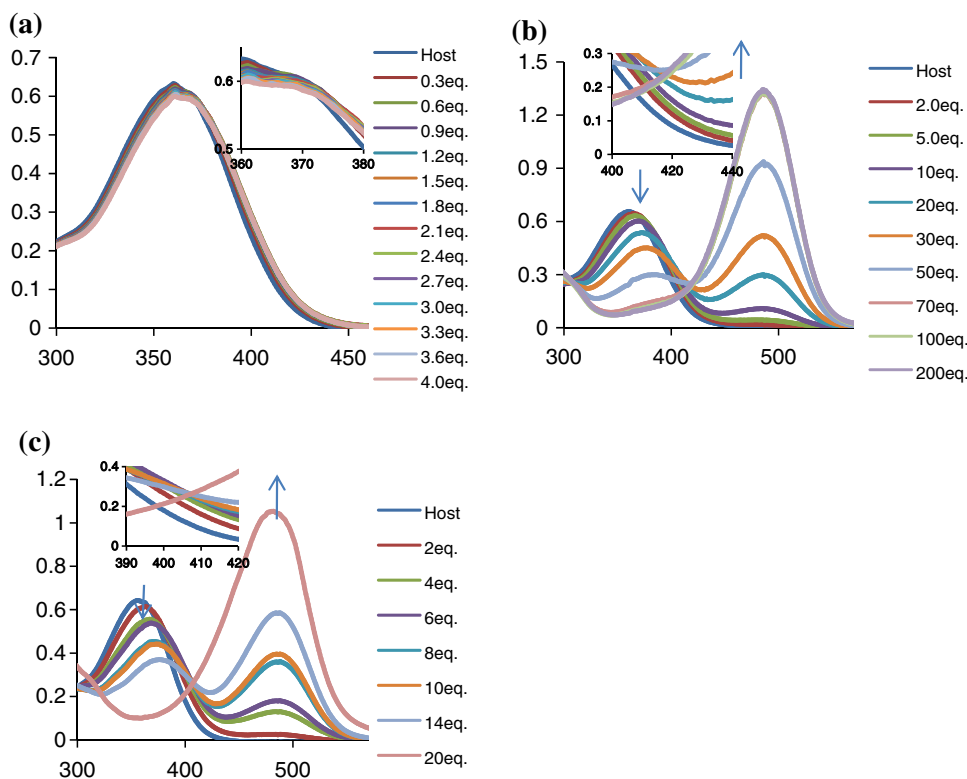 (a)
0.7
0.6
0.5
0.4
0.3
0.2
0.1
0
300
350
400
450
0.6
0.5
360
370
380
Host
0.3eq.
0.6eq.
0.9eq.
1.2eq.
1.5eq.
1.8eq.
2.1eq.
2.4eq.
2.7eq.
3.0eq.
3.3eq.
3.6eq.
4.0eq.
(b)
1.5
1.2
0.9
0.6
0.3
0
300
400
500
0.3
0.2
0.1
0
400
420
440
Host
2.0eq.
5.0eq.
10eq.
20eq.
30eq.
50eq.
70eq.
100eq.
200eq.
(c)
1.2
1
0.8
0.6
0.4
0.2
0
300
400
500
0.4
0.2
0
390
400
410
420
Host
2eq.
4eq.
6eq.
8eq.
10eq.
14eq.
20eq.